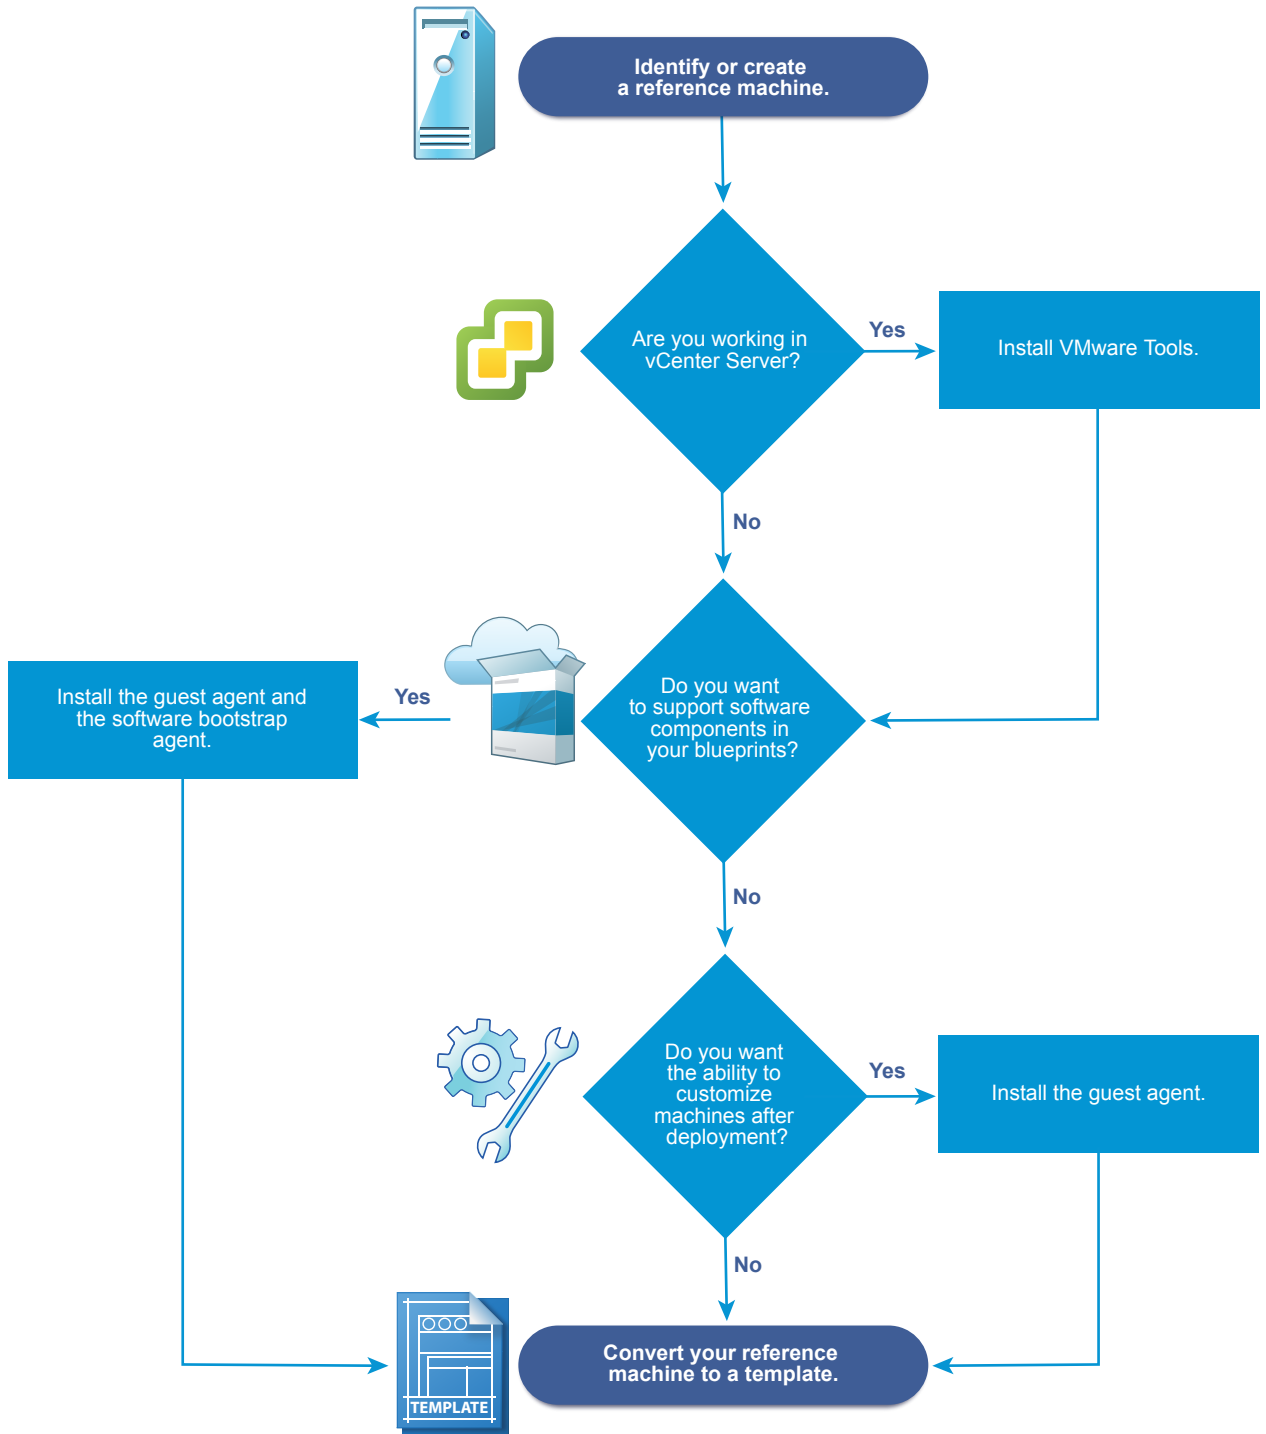 Identify or create
a reference machine.
Are you working in
vCenter Server?
Yes
Install VMware Tools.
No
Do you want
to support software
components in
your blueprints?
Yes
Install the guest agent and
the software bootstrap
agent.
No
Do you want
the ability to
customize
machines after
deployment?
Yes
Install the guest agent.
No
Convert your reference
machine to a template.
TEMPLATE